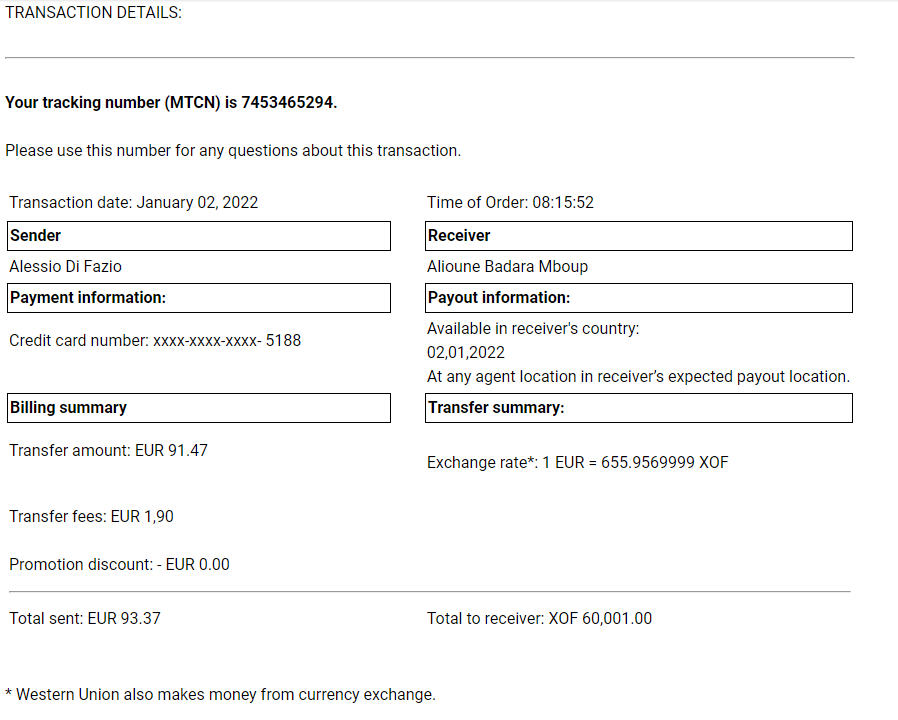 TRANSACTION DETAILS:
Your tracking number (MTCN) is 7453465294.
Please use this number for any questions about this transaction.
Transaction date: January 02, 2022
Time of Order: 08:15:52
Sender
Receiver
Alessio Di Fazio
Alioune Badara Mboup
Payment information:
Payout information:
Credit card number: xxxx-xxxx-xxxx- 5188
Available in receiver's country:
02,01,2022
At any agent location in receiver’s expected payout location.
Billing summary
Transfer summary:
Transfer amount: EUR 91.47
Exchange rate*: 1 EUR = 655.9569999 XOF
Transfer fees: EUR 1,90
Promotion discount: - EUR 0.00
Total sent: EUR 93.37
Total to receiver: XOF 60,001.00
* Western Union also makes money from currency exchange.